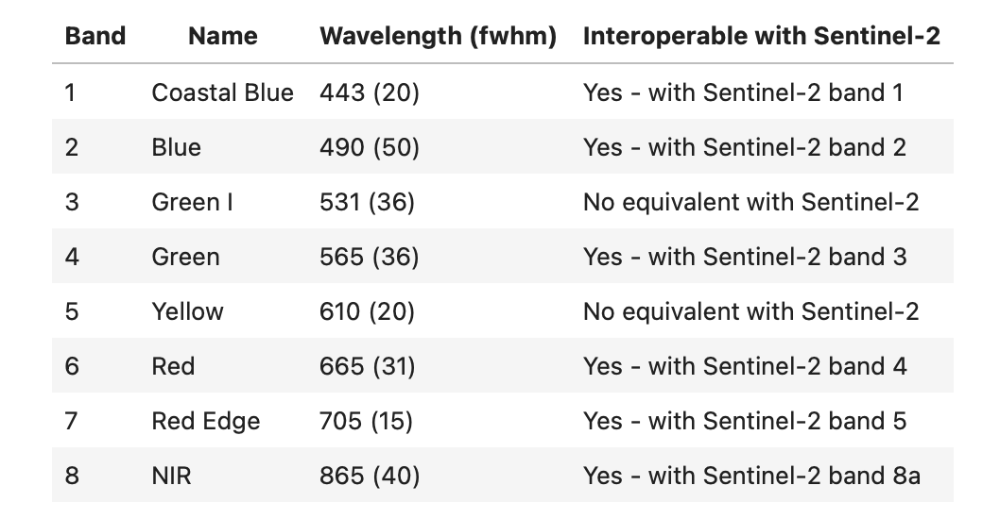 Band Name Wavelength (fwhm) Interoperable with Sentinel-2
1 Coastal Blue 443 (20) Yes - with Sentinel-2 band 1
2 Blue 490 (50) Yes - with Sentinel-2 band 2
3 Green I 531 (36) No equivalent with Sentinel-2
4 Green 565 (36) Yes - with Sentinel-2 band 3
5 Yellow 610 (20) No equivalent with Sentinel-2
6 Red 665 (31) Yes - with Sentinel-2 band 4
7 Red Edge 705 (15) Yes - with Sentinel-2 band 5
8 NIR 865 (40) Yes - with Sentinel-2 band 8a